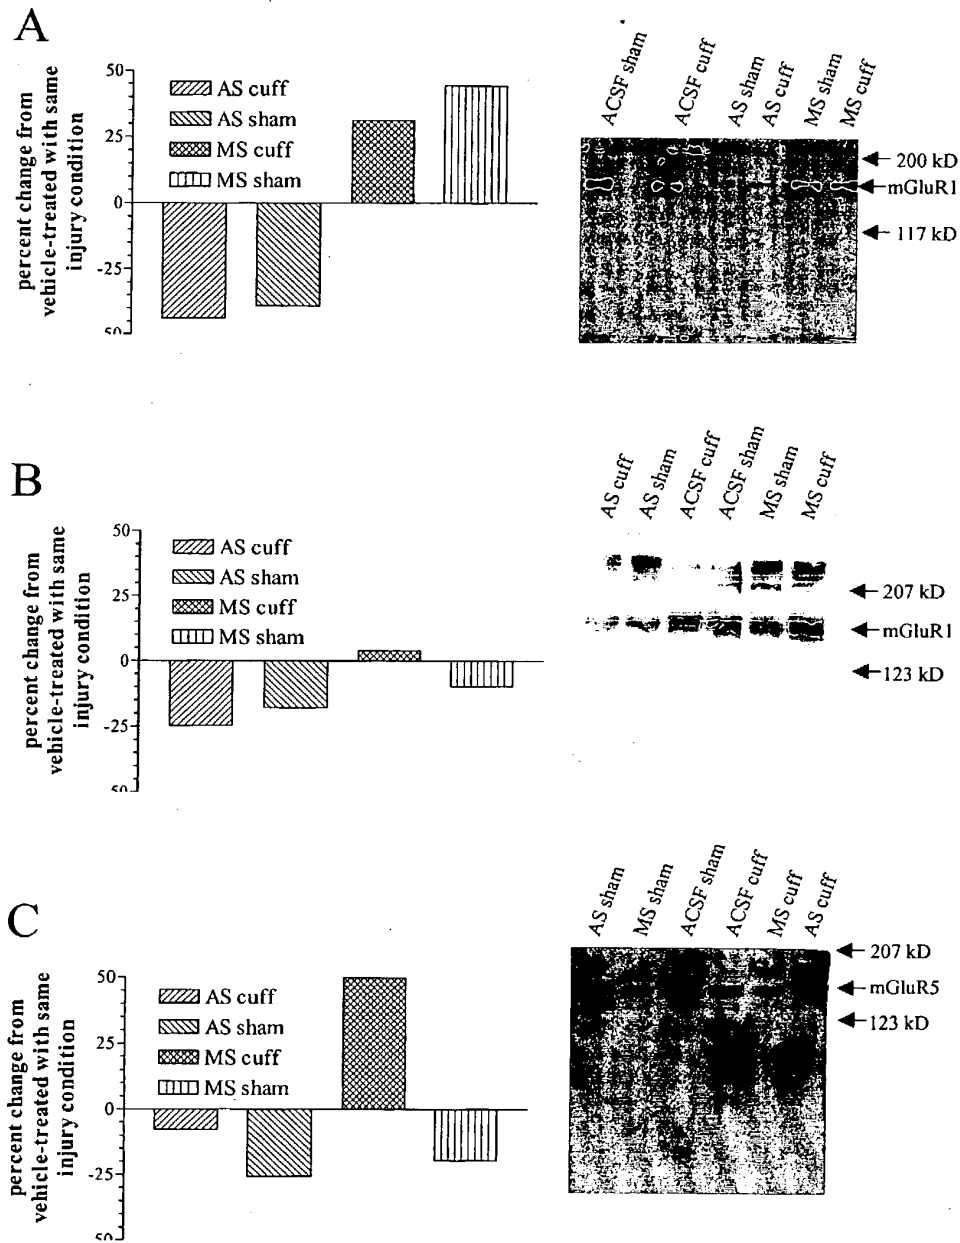 A
percent change from
vehicle-treated with same
injury condition
50
25
0
-25
50
AS cuff
AS sham
MS cuff
MS sham
ACSF sham
ACSF cuff
AS sham
AS cuff
MS sham
MS cuff
200 kD
mGluR1
117 kD
B
percent change from
vehicle-treated with same
injury condition
50
25
0
-25
50
AS cuff
AS sham
MS cuff
MS sham
AS cuff
AS sham
ACSF cuff
ACSF sham
MS sham
MS cuff
207 kD
mGluR1
123 kD
C
percent change from
vehicle-treated with same
injury condition
50
25
0
-25
50
AS cuff
AS sham
MS cuff
MS sham
AS sham
MS sham
ACSF sham
ACSF cuff
MS cuff
AS cuff
207 kD
mGluR5
123 kD